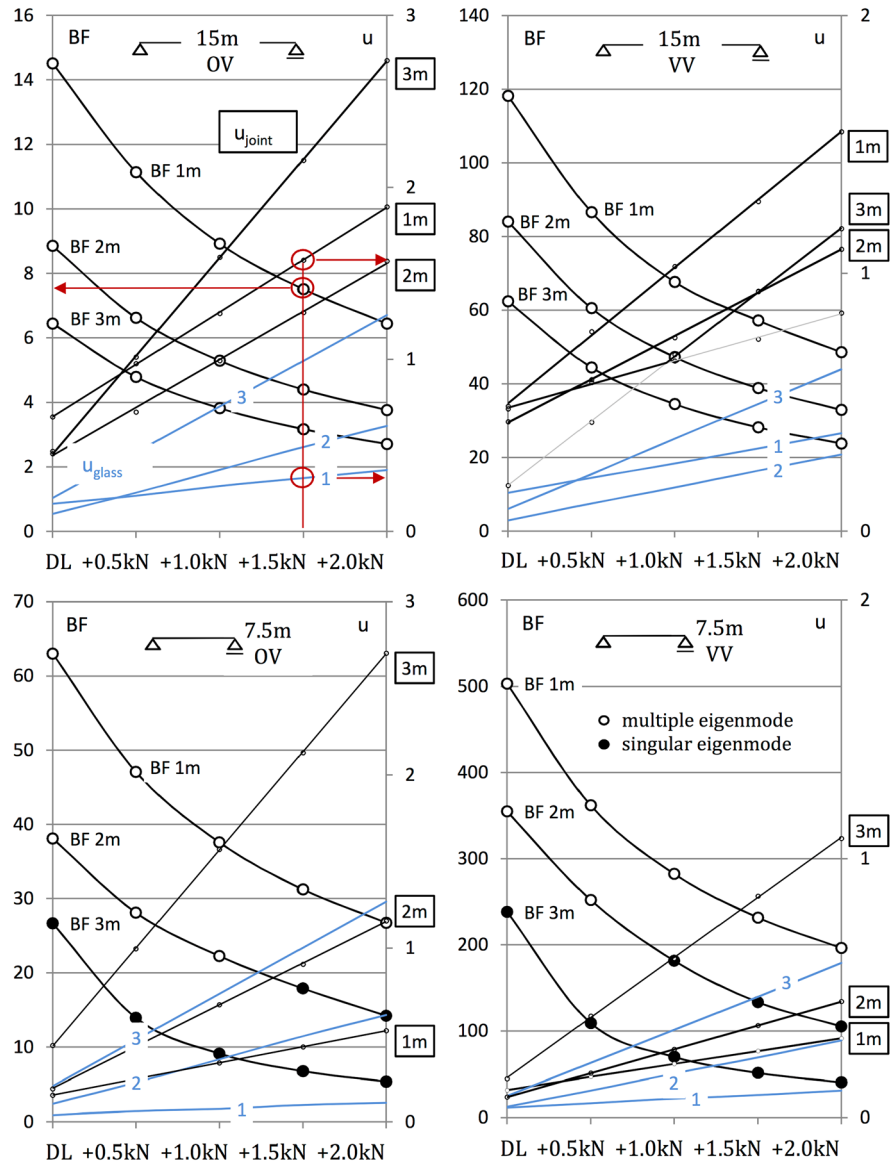 16
14
12
10
8
6
4
2
0
BF
15m
OV
u
3
2
1
0
u joint
BF 1m
BF 2m
BF 3m
3m
1m
2m
u glass
3
2
1
DL +0.5kN +1.0kN +1.5kN +2.0kN
140
120
100
80
60
40
20
0
BF
15m
VV
u
2
1
0
BF 1m
BF 2m
BF 3m
1m
3m
2m
3
1
2
DL +0.5kN +1.0kN +1.5kN +2.0kN
70
60
50
40
30
20
10
0
BF
7.5m
OV
u
3
2
1
0
BF 1m
BF 2m
BF 3m
3m
2m
1m
3
2
1
DL +0.5kN +1.0kN +1.5kN +2.0kN
600
500
400
300
200
100
0
BF
7.5m
VV
u
2
1
0
BF 1m
multiple eigenmode
singular eigenmode
BF 2m
BF 3m
3m
2m
1m
3
2
1
DL +0.5kN +1.0kN +1.5kN +2.0kN